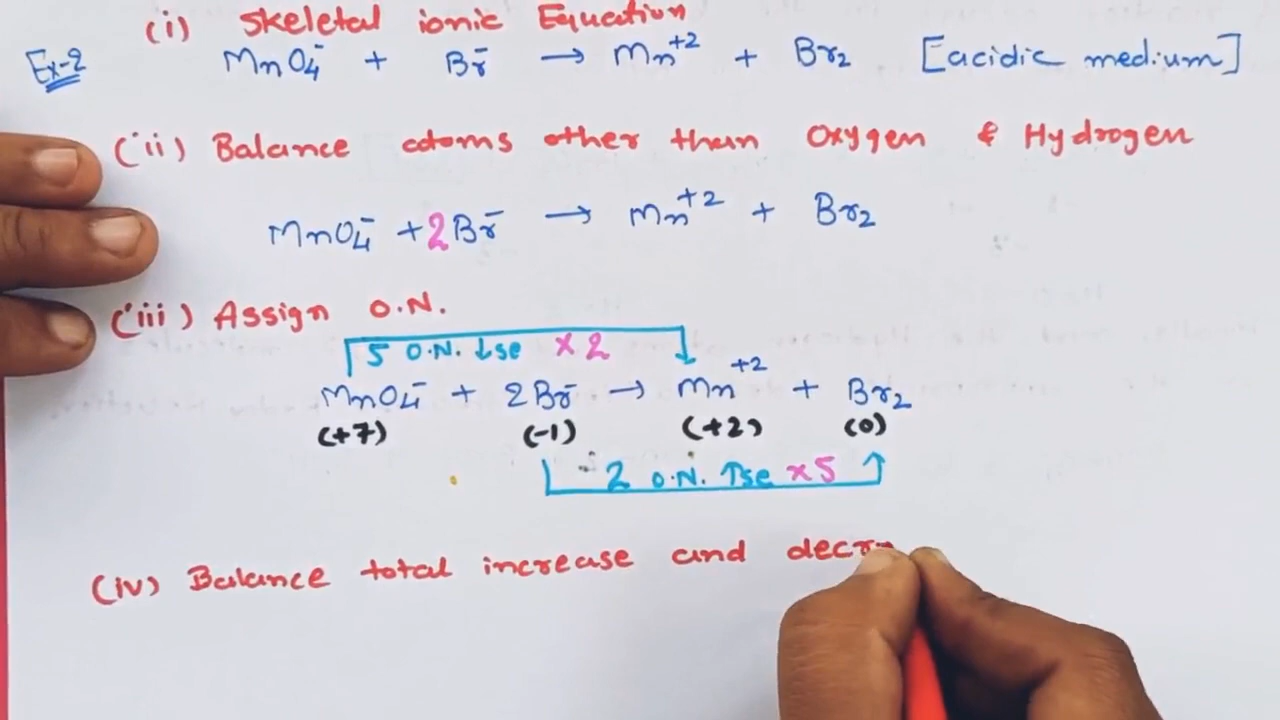 (i) Skeletal ionic Equation
Ex-2 MnO₄⁻ + Br⁻ → Mn⁺² + Br₂ [acidic medium]
(ii) Balance atoms other than Oxygen & Hydrogen
MnO₄⁻ + 2Br⁻ → Mn⁺² + Br₂
(iii) Assign O.N.
5 O.N. ↓se × 2
MnO₄⁻ + 2Br⁻ → Mn⁺² + Br₂
(+7) (-1) (+2) (0)
2 O.N. ↑se ×5
(iv) Balance total increase and decr